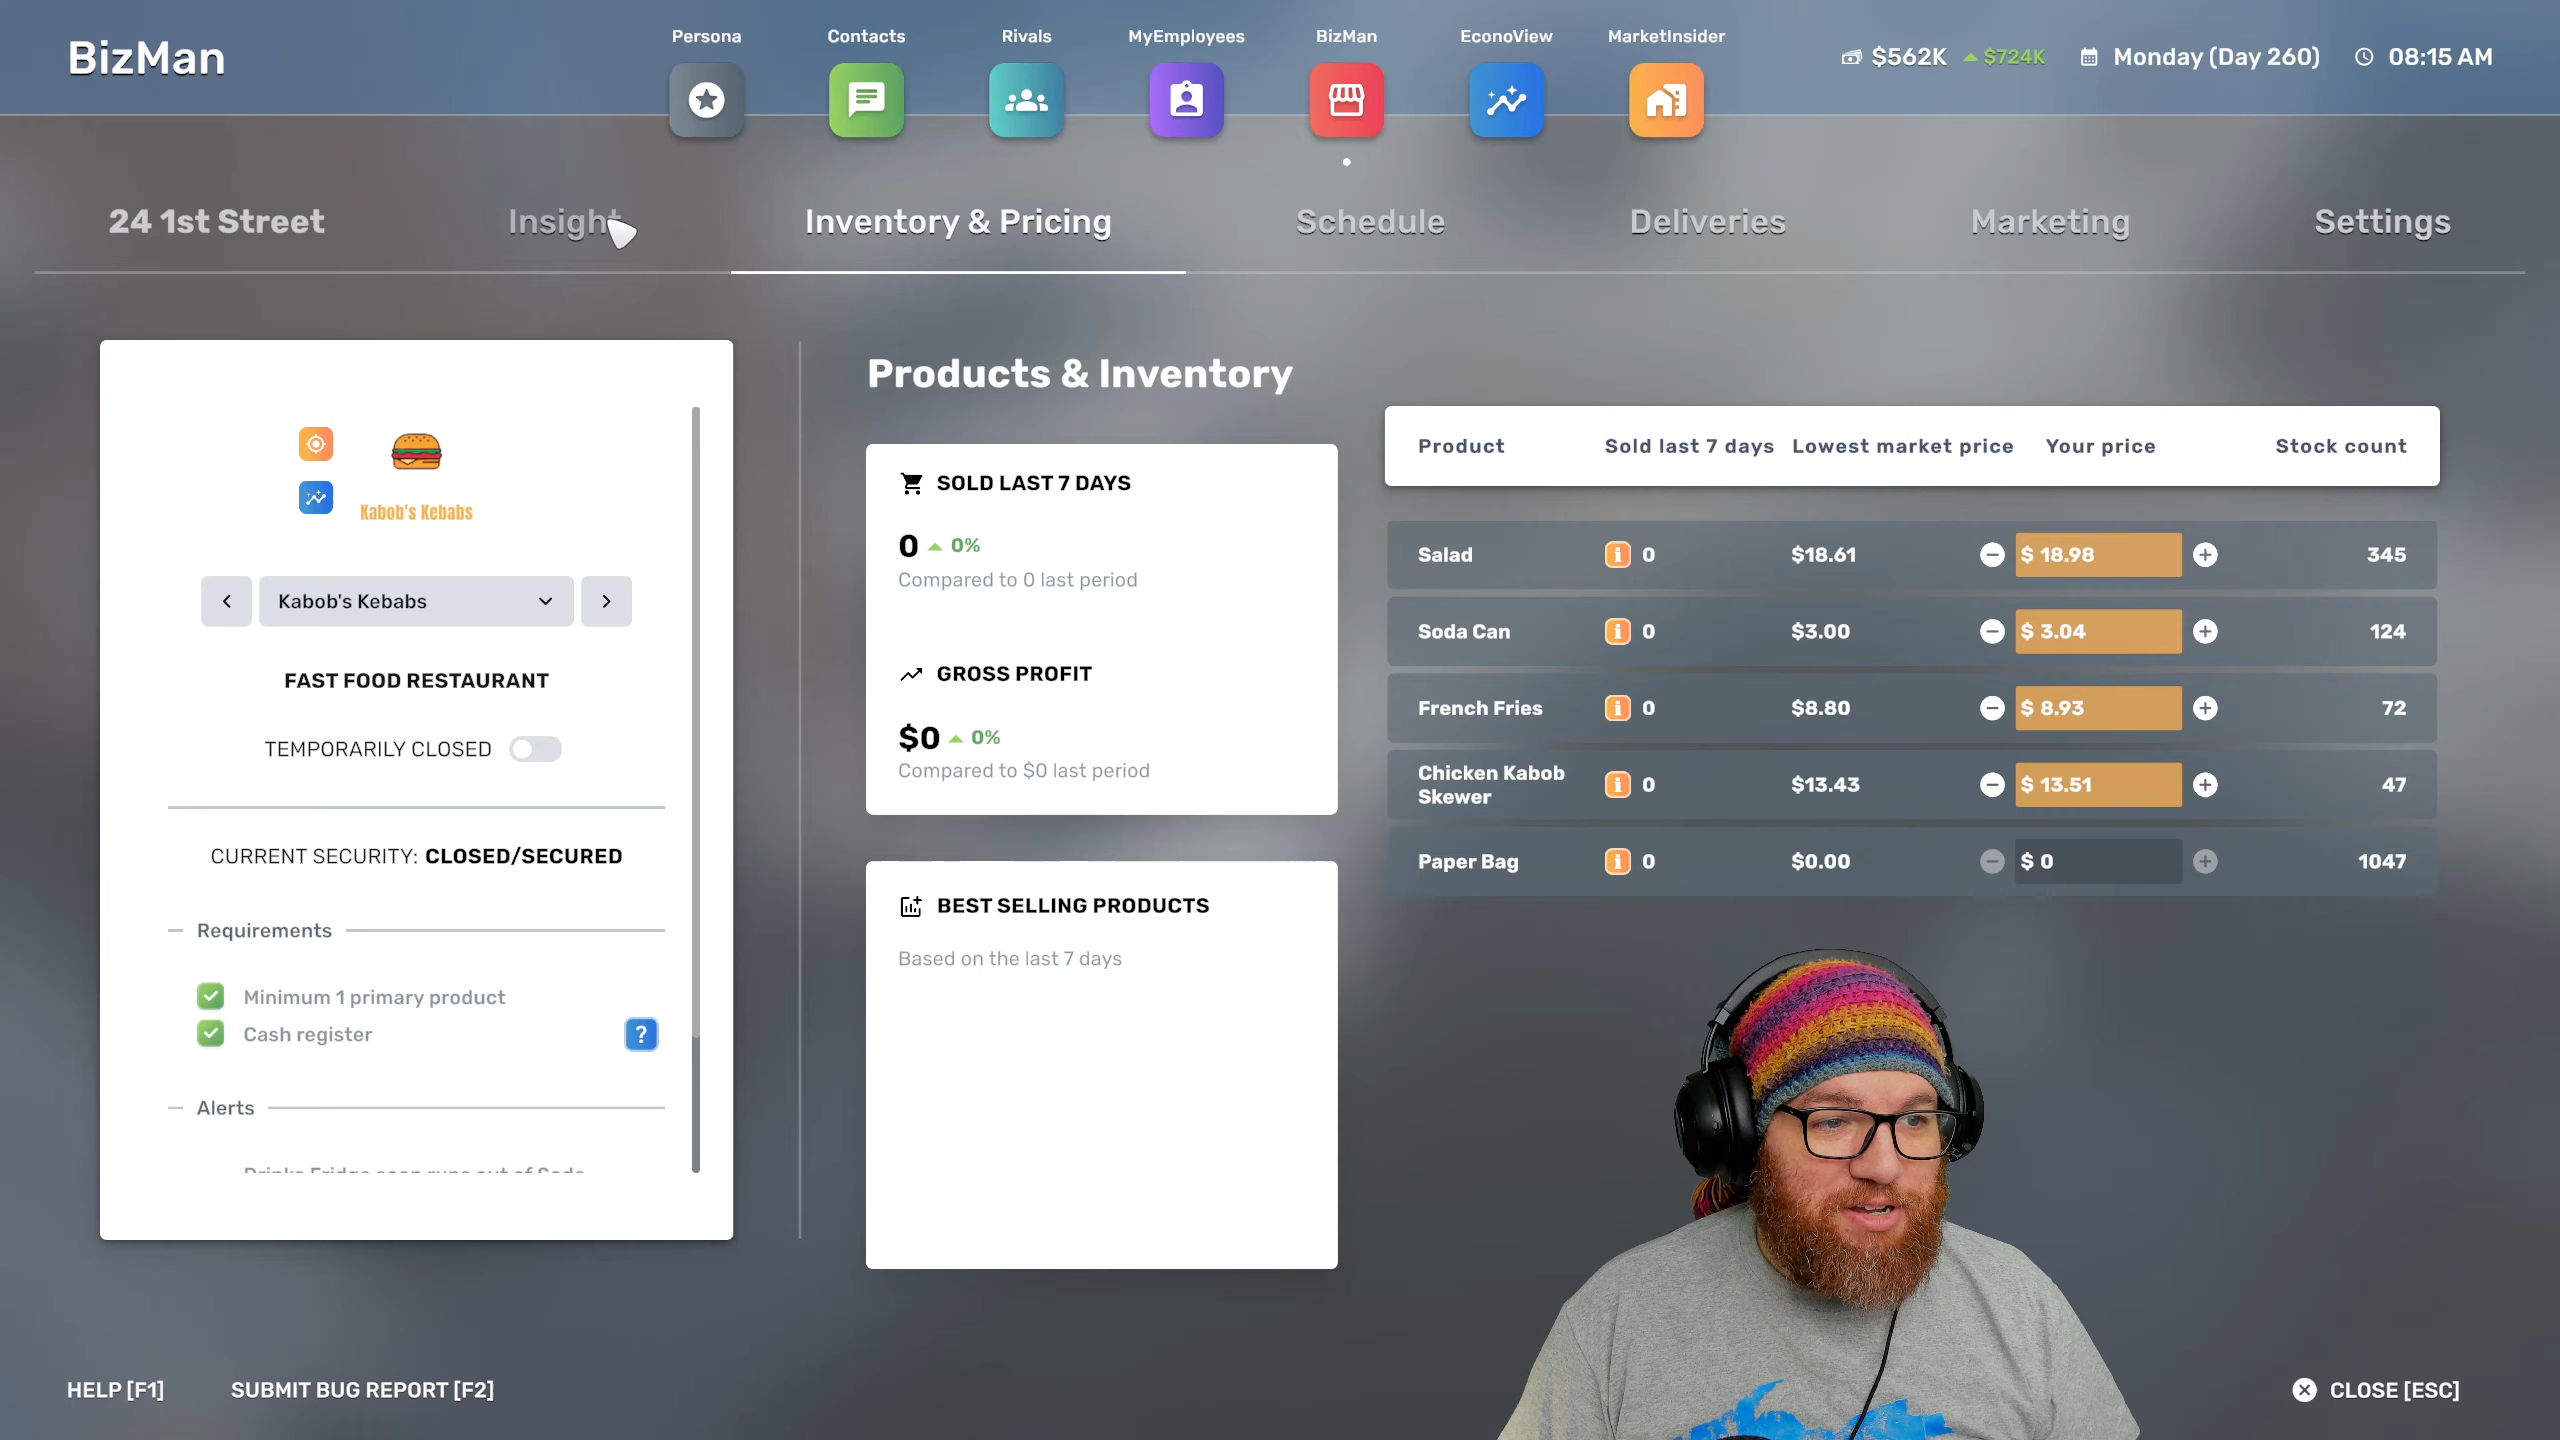 BizMan
Persona
Contacts
Rivals
MyEmployees
BizMan
EconoView
MarketInsider
$562K
$724K
Monday (Day 260)
08:15 AM
24 1st Street
Insight
Inventory & Pricing
Schedule
Deliveries
Marketing
Settings
Kabob's Kebabs
Kabob's Kebabs
FAST FOOD RESTAURANT
TEMPORARILY CLOSED
CURRENT SECURITY: CLOSED/SECURED
Requirements
Minimum 1 primary product
Cash register
?
Alerts
Drinks Fridge soon runs out of Soda
Products & Inventory
SOLD LAST 7 DAYS
0 0%
Compared to 0 last period
GROSS PROFIT
$0 0%
Compared to $0 last period
BEST SELLING PRODUCTS
Based on the last 7 days
Product Sold last 7 days Lowest market price Your price Stock count
Salad i 0 $18.61 $ 18.98 345
Soda Can i 0 $3.00 $ 3.04 124
French Fries i 0 $8.80 $ 8.93 72
Chicken Kabob
Skewer i 0 $13.43 $ 13.51 47
Paper Bag i 0 $0.00 $ 0 1047
HELP [F1]
SUBMIT BUG REPORT [F2]
CLOSE [ESC]